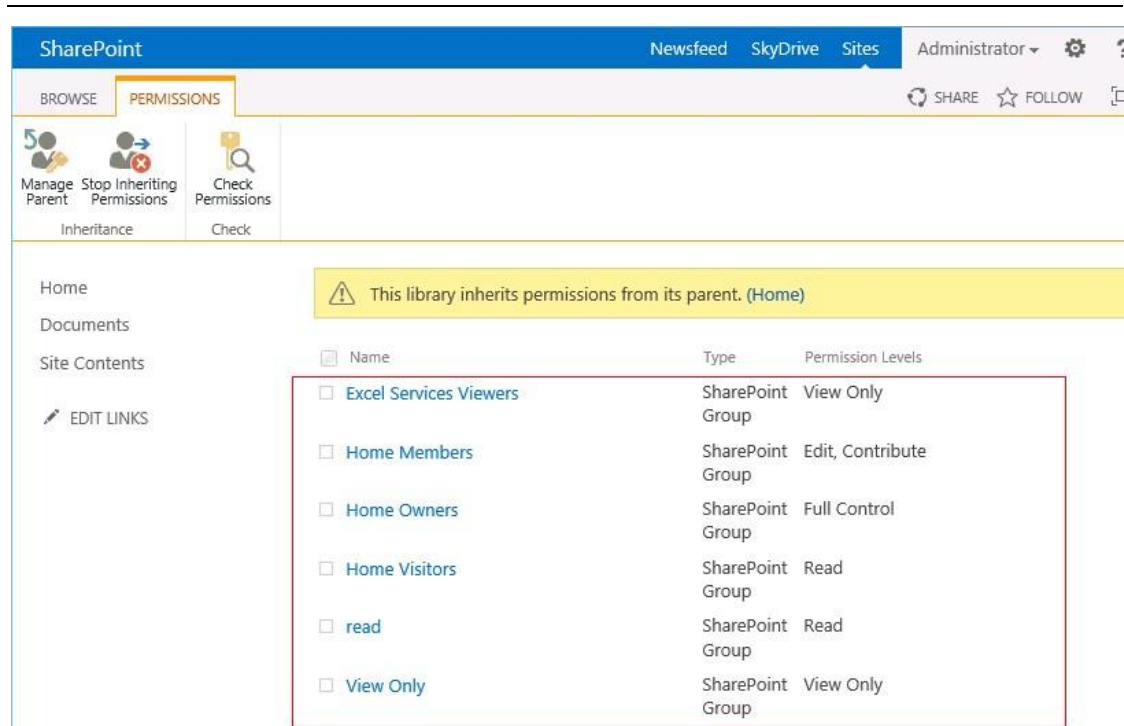 SharePoint
Newsfeed SkyDrive Sites Administrator ?
BROWSE PERMISSIONS SHARE FOLLOW
Manage Parent Stop Inheriting Permissions Check Permissions
Inheritance Check
Home
Documents
Site Contents
EDIT LINKS
This library inherits permissions from its parent. (Home)
Name Type Permission Levels
Excel Services Viewers SharePoint Group View Only
Home Members SharePoint Group Edit, Contribute
Home Owners SharePoint Group Full Control
Home Visitors SharePoint Group Read
read SharePoint Group Read
View Only SharePoint Group View Only